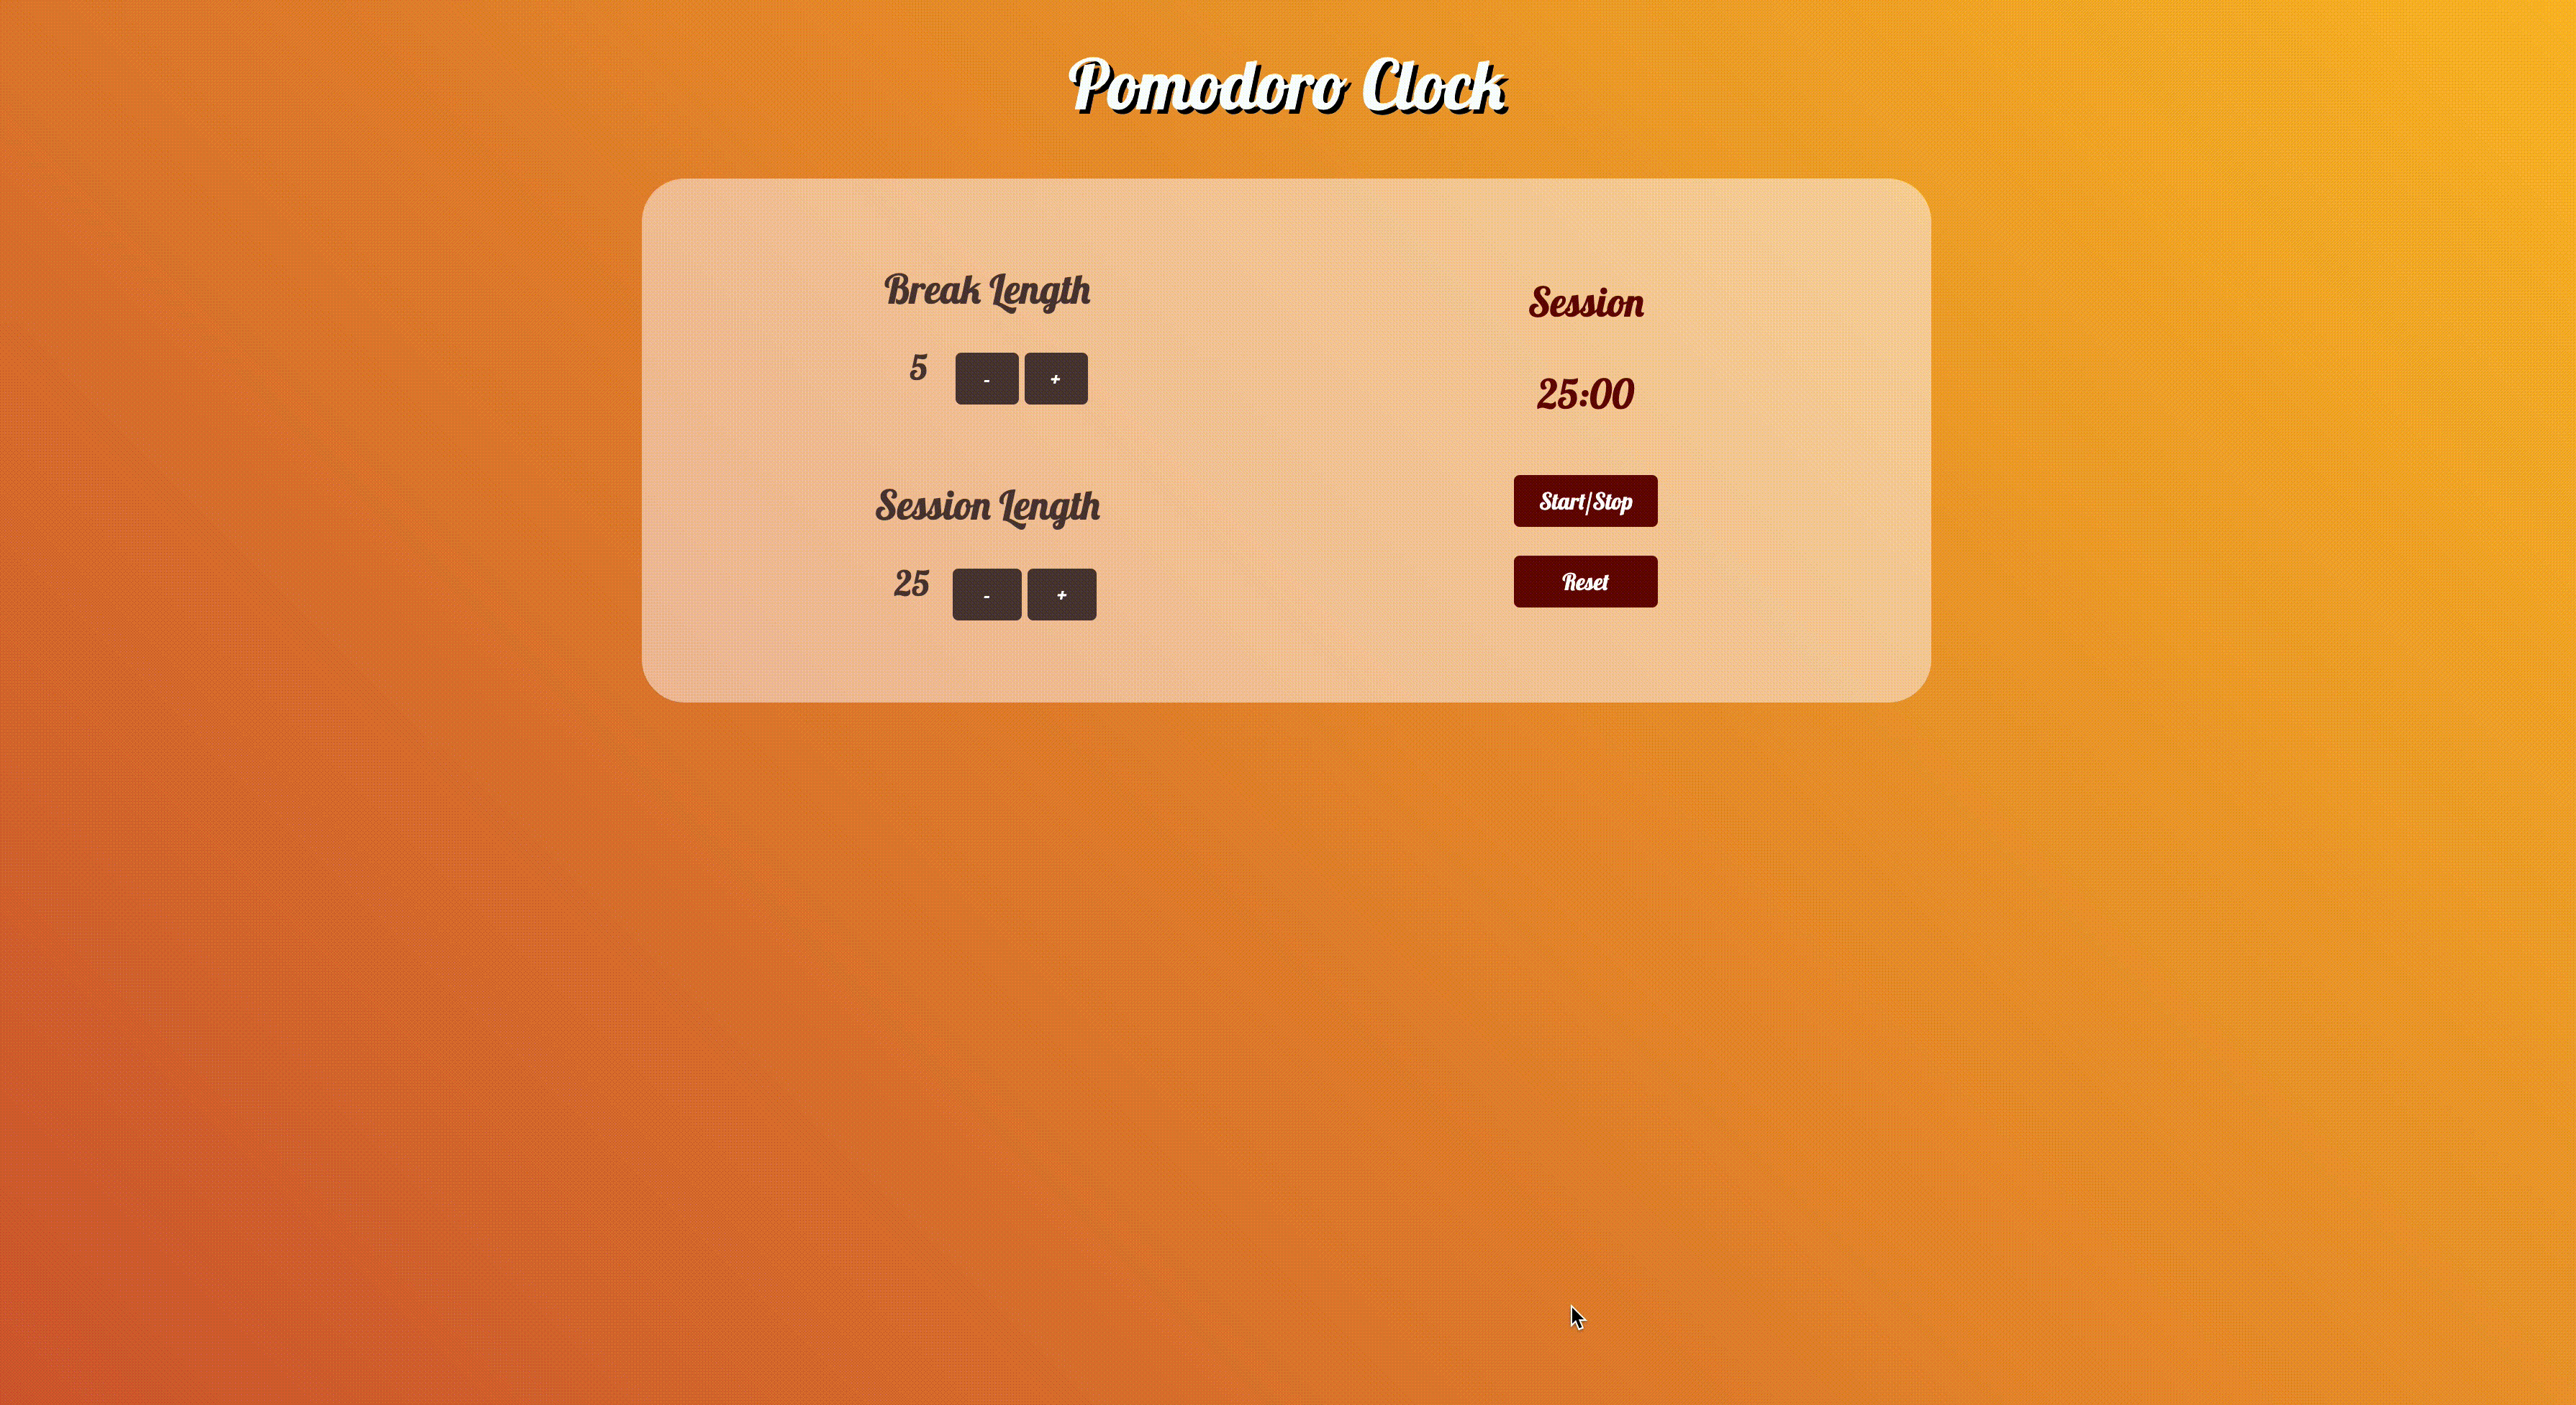 Pomodoro Clock
Break Length
5 - +
Session Length
25 - +
Session
25:00
Start/Stop
Reset